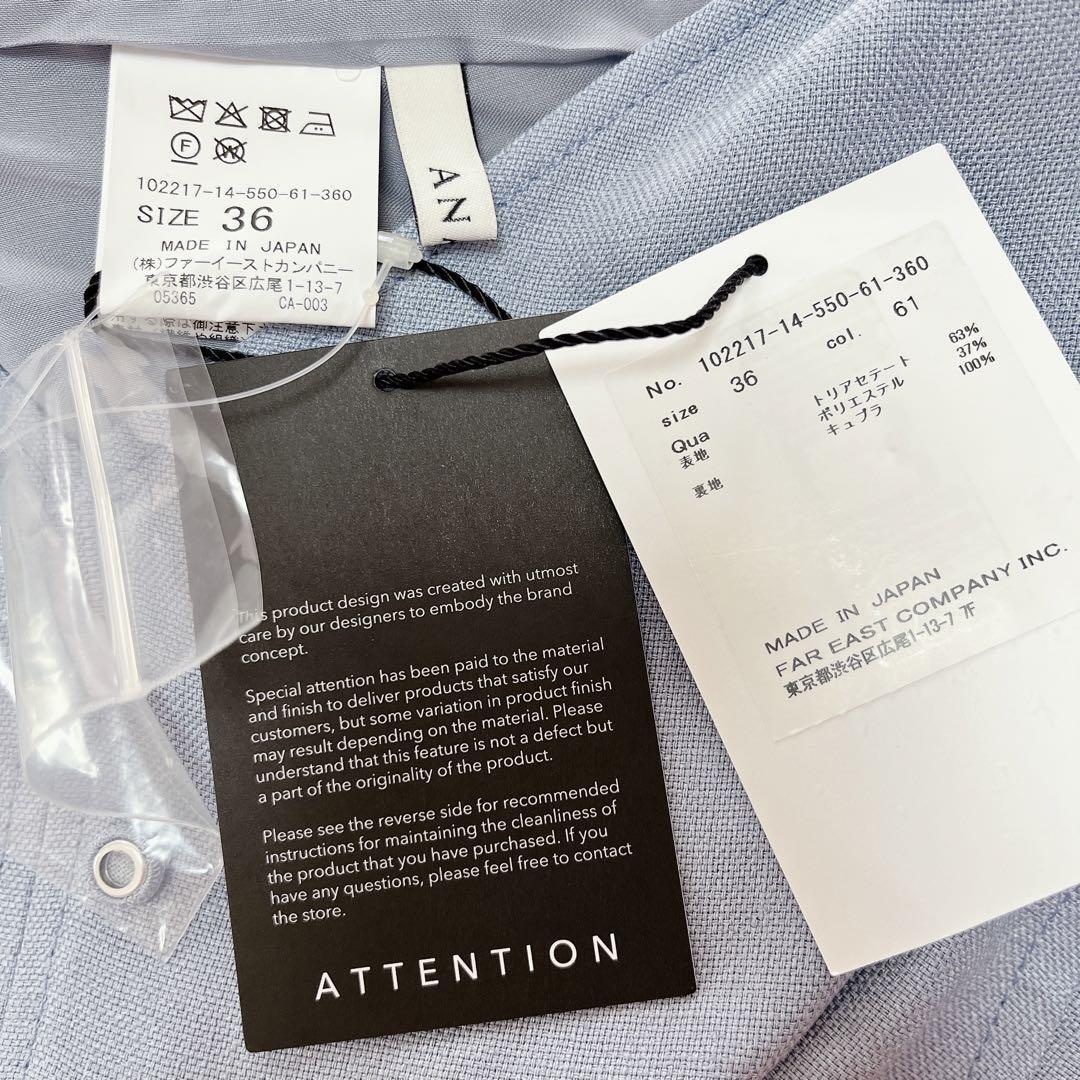 F
W
102217-14-550-61-360
SIZE 36
MADE IN JAPAN
(株)ファーイーストカンパニー
東京都渋谷区広尾1-13-7
05365 CA-003
する際は御注意下
AN
No. 102217-14-550-61-360
size 36 col. 61
Qua
表地 トリアセテート 63%
ポリエステル 37%
裏地 キュプラ 100%
MADE IN JAPAN
FAR EAST COMPANY INC.
東京都渋谷区広尾1-13-7 7F
This product design was created with utmost
care by our designers to embody the brand
concept.
Special attention has been paid to the material
and finish to deliver products that satisfy our
customers, but some variation in product finish
may result depending on the material. Please
understand that this feature is not a defect but
a part of the originality of the product.
Please see the reverse side for recommended
instructions for maintaining the cleanliness of
the product that you have purchased. If you
have any questions, please feel free to contact
the store.
ATTENTION